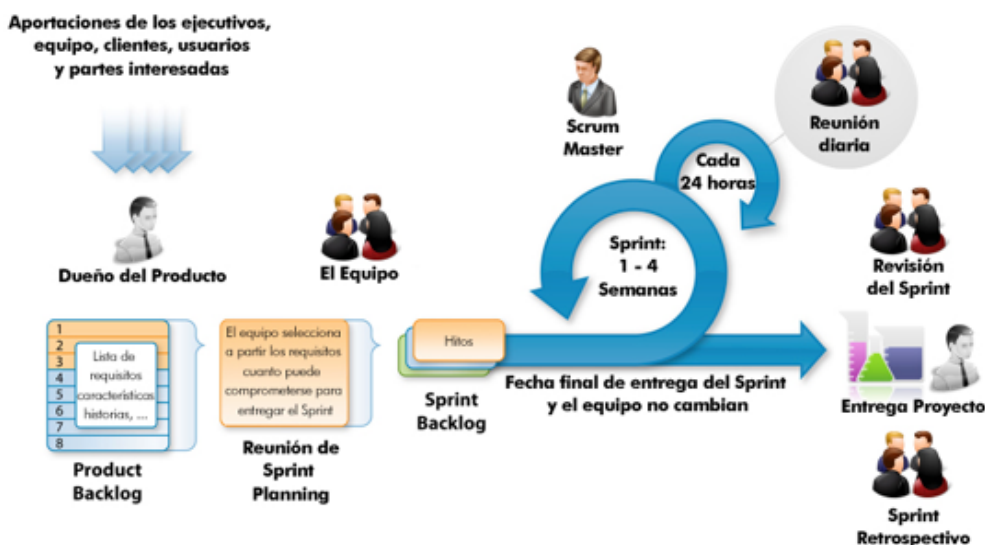 Aportaciones de los ejecutivos,
equipo, clientes, usuarios
y partes interesadas
Dueño del Producto
El Equipo
Scrum
Master
Reunión
diaria
Cada
24 horas
Sprint:
1 - 4
Semanas
Revisión
del Sprint
1
2
3
4
5
6
7
8
Lista de
requisitos
características
historias, ...
Product
Backlog
El equipo selecciona
a partir los requisitos
cuanto puede
comprometerse para
entregar el Sprint
Reunión de
Sprint
Planning
Hitos
Sprint
Backlog
Fecha final de entrega del Sprint
y el equipo no cambian
Entrega Proyecto
Sprint
Retrospectivo